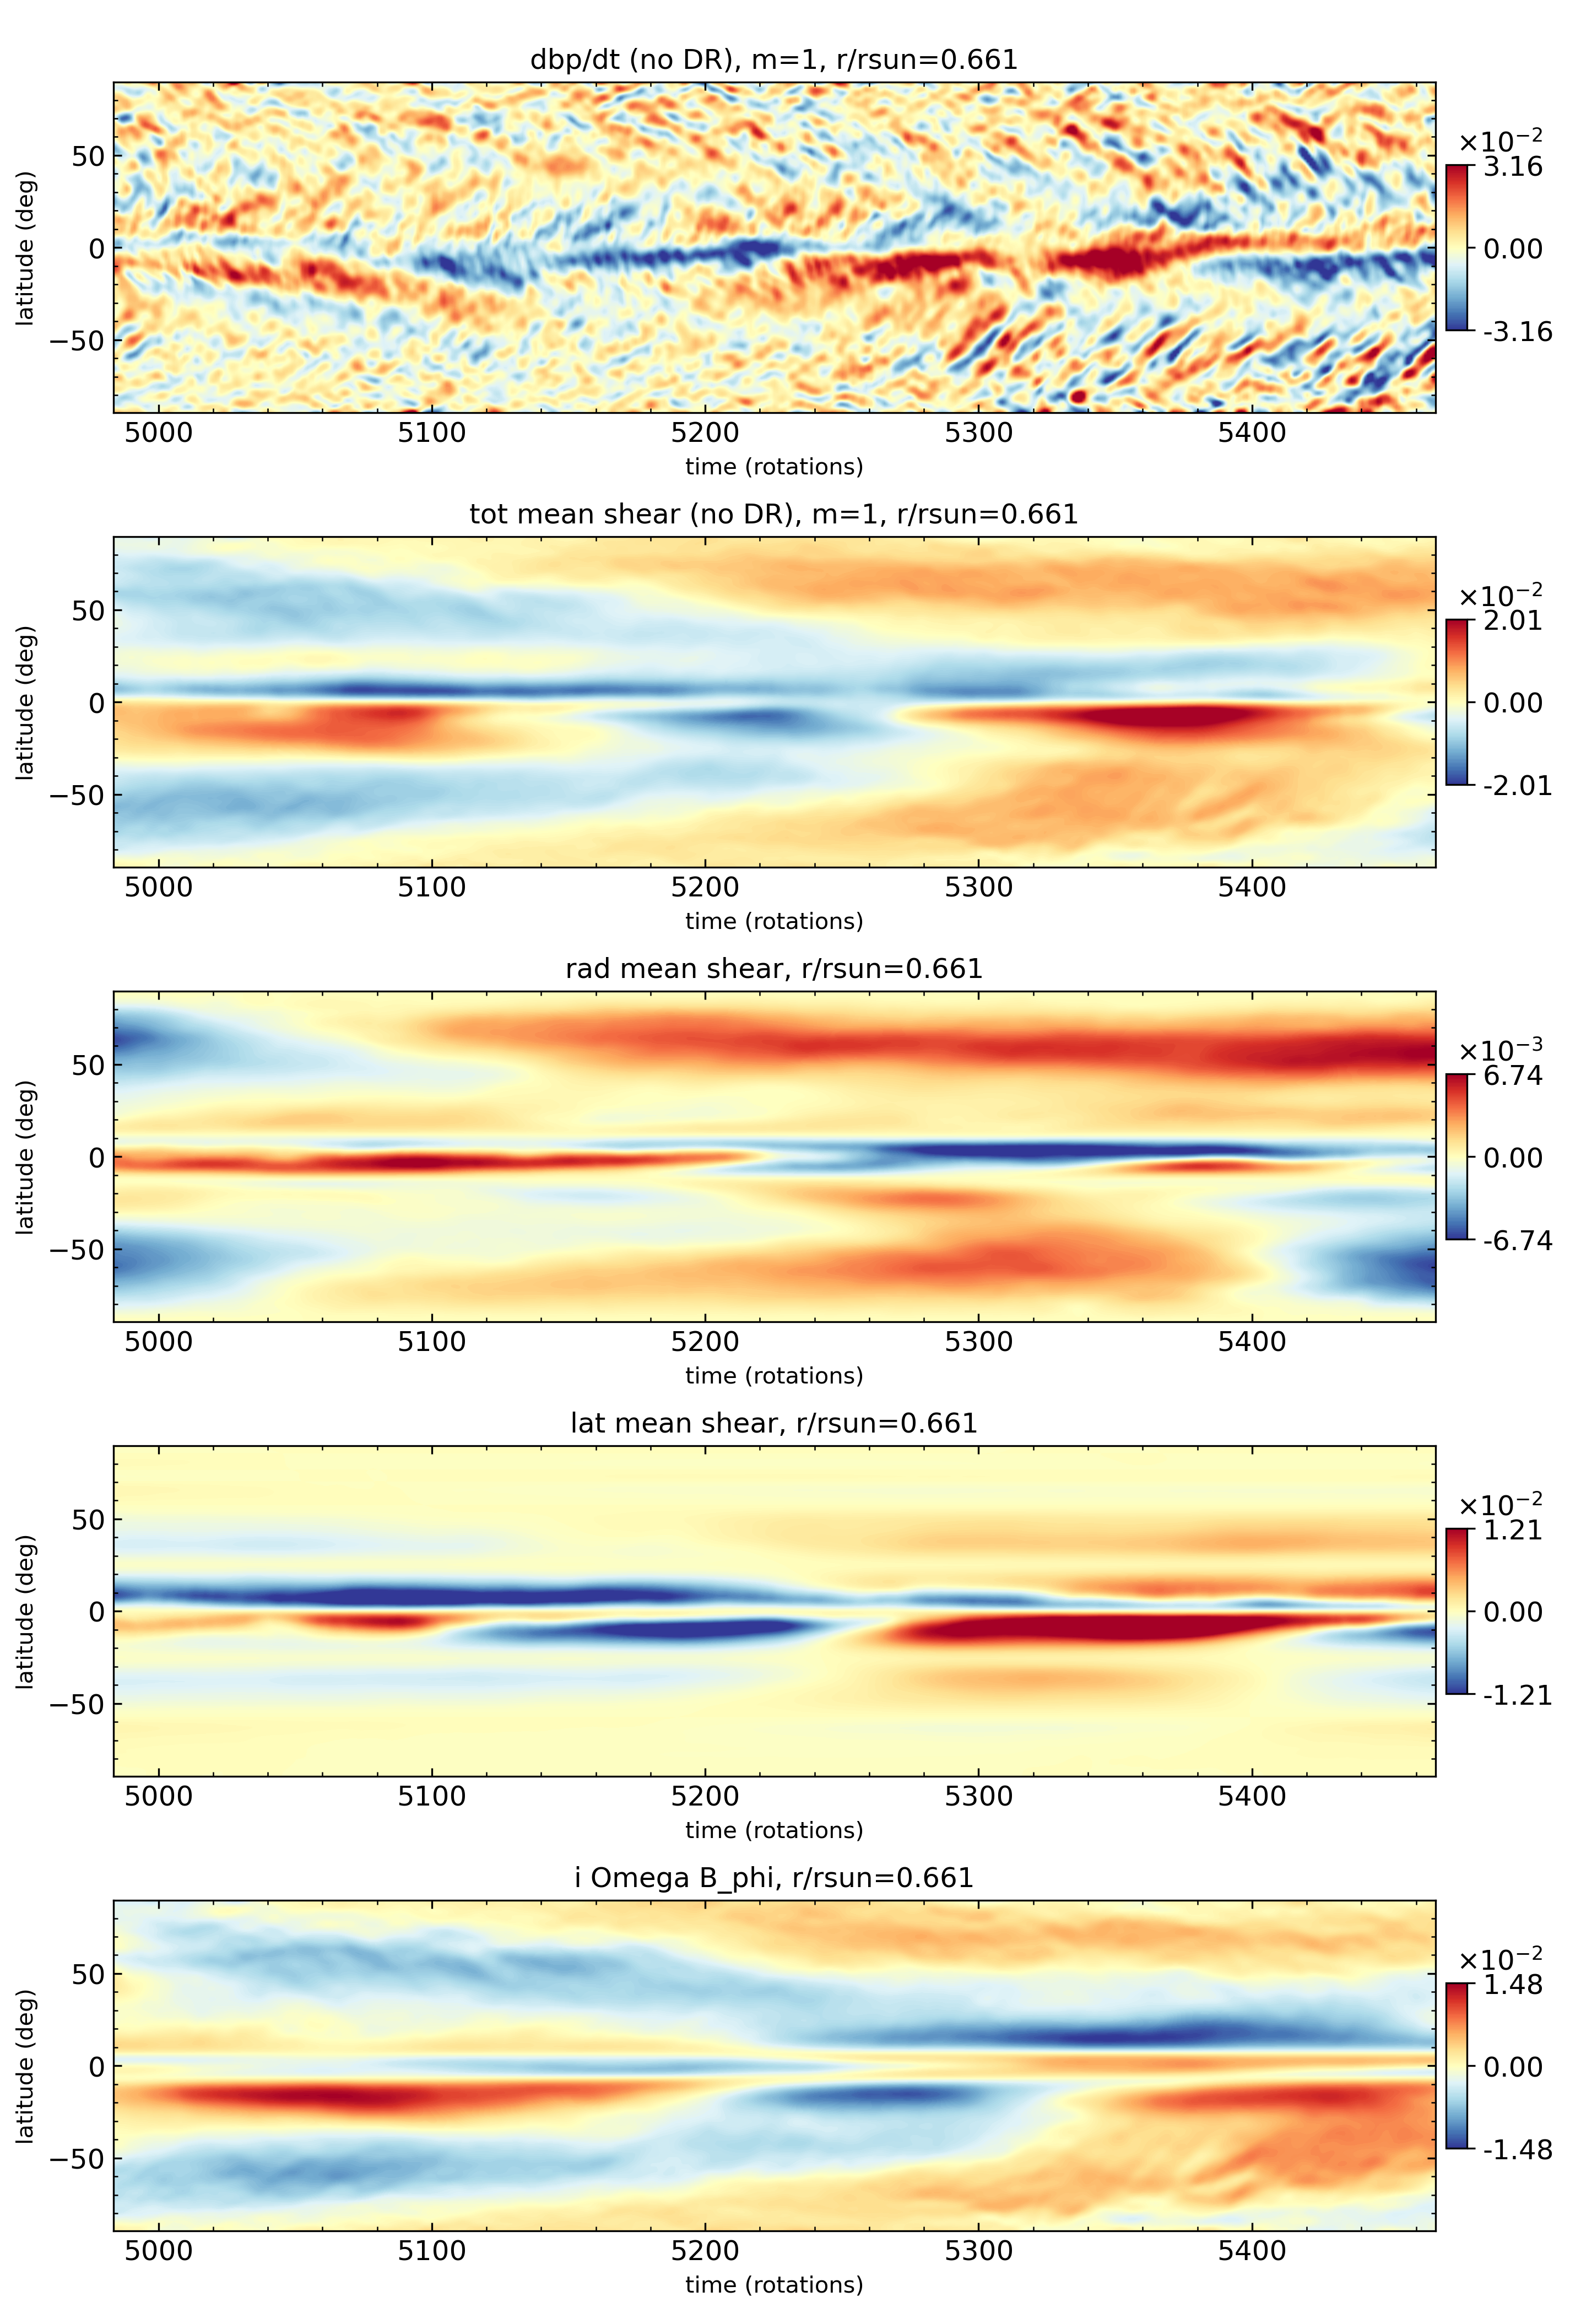 dbp/dt (no DR), m=1, r/rsun=0.661
latitude (deg)
50
0
−50
5000 5100 5200 5300 5400
time (rotations)
×10−2
3.16
0.00
-3.16
tot mean shear (no DR), m=1, r/rsun=0.661
latitude (deg)
50
0
−50
5000 5100 5200 5300 5400
time (rotations)
×10−2
2.01
0.00
-2.01
rad mean shear, r/rsun=0.661
latitude (deg)
50
0
−50
5000 5100 5200 5300 5400
time (rotations)
×10−3
6.74
0.00
-6.74
lat mean shear, r/rsun=0.661
latitude (deg)
50
0
−50
5000 5100 5200 5300 5400
time (rotations)
×10−2
1.21
0.00
-1.21
i Omega B_phi, r/rsun=0.661
latitude (deg)
50
0
−50
5000 5100 5200 5300 5400
time (rotations)
×10−2
1.48
0.00
-1.48